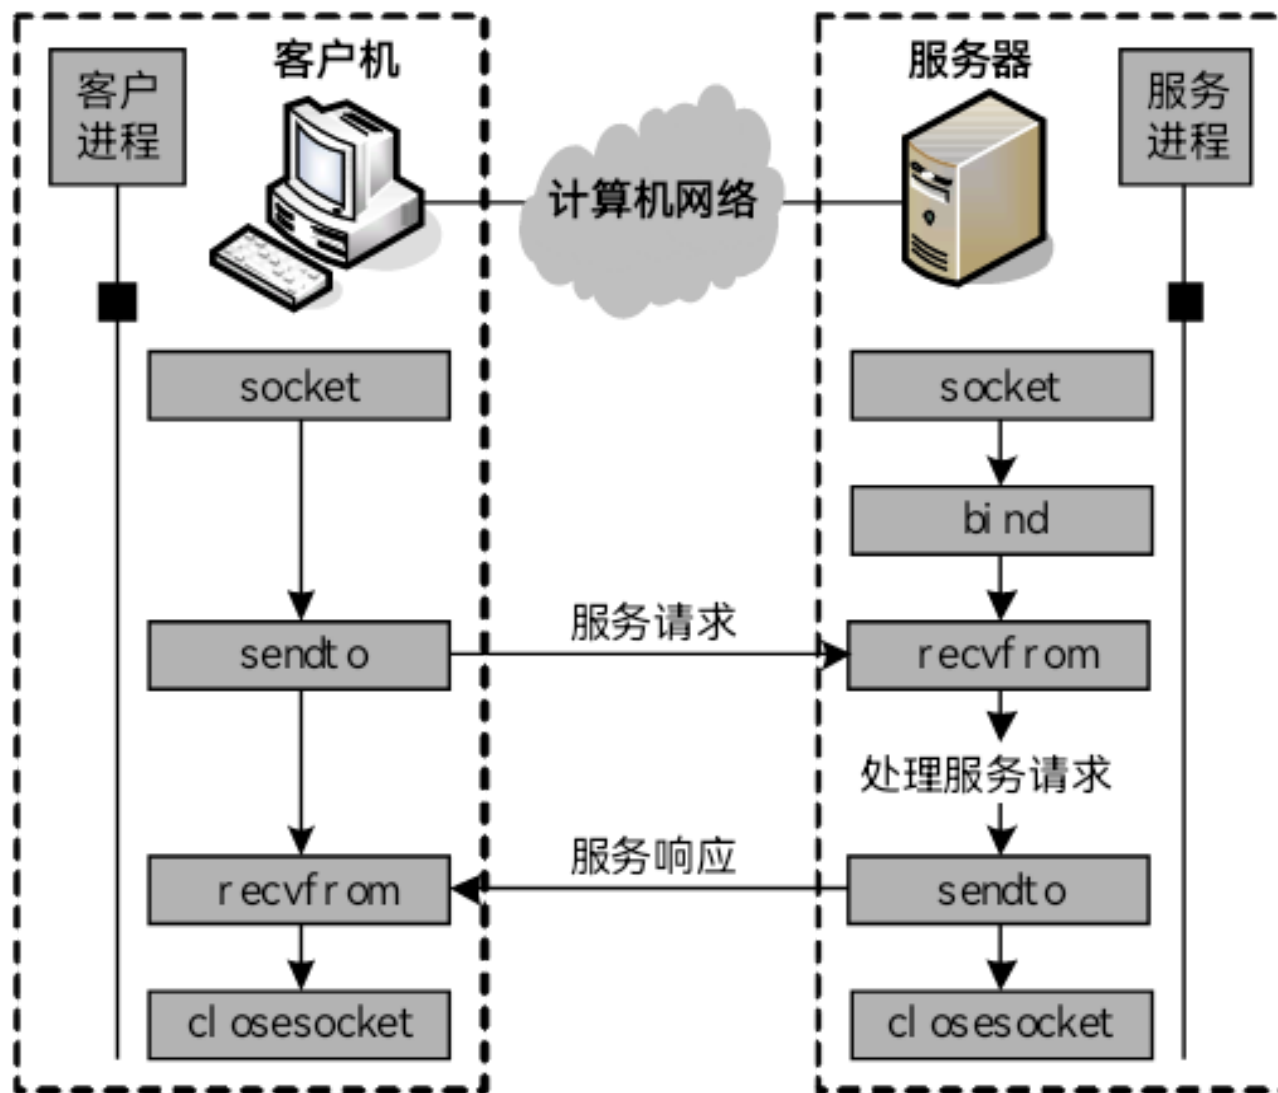 客户
进程
客户机
计算机网络
服务器
服务
进程
socket
socket
bind
服务请求
sendto
recvfrom
处理服务请求
服务响应
recvfrom
sendto
closesocket
closesocket